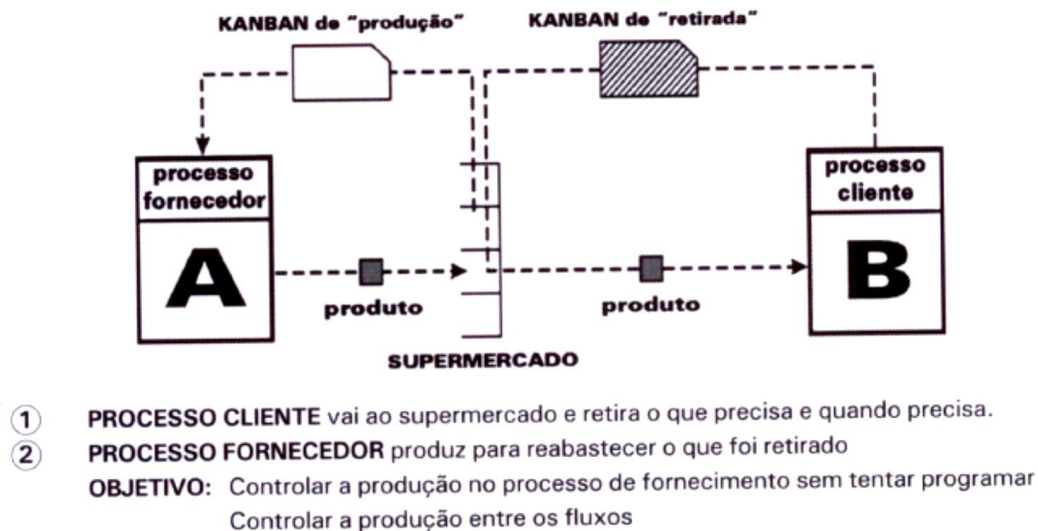 KANBAN de "produção" KANBAN de "retirada"
processo
fornecedor
A
produto
SUPERMERCADO
produto
processo
cliente
B
1 PROCESSO CLIENTE vai ao supermercado e retira o que precisa e quando precisa.
2 PROCESSO FORNECEDOR produz para reabastecer o que foi retirado
OBJETIVO: Controlar a produção no processo de fornecimento sem tentar programar
Controlar a produção entre os fluxos